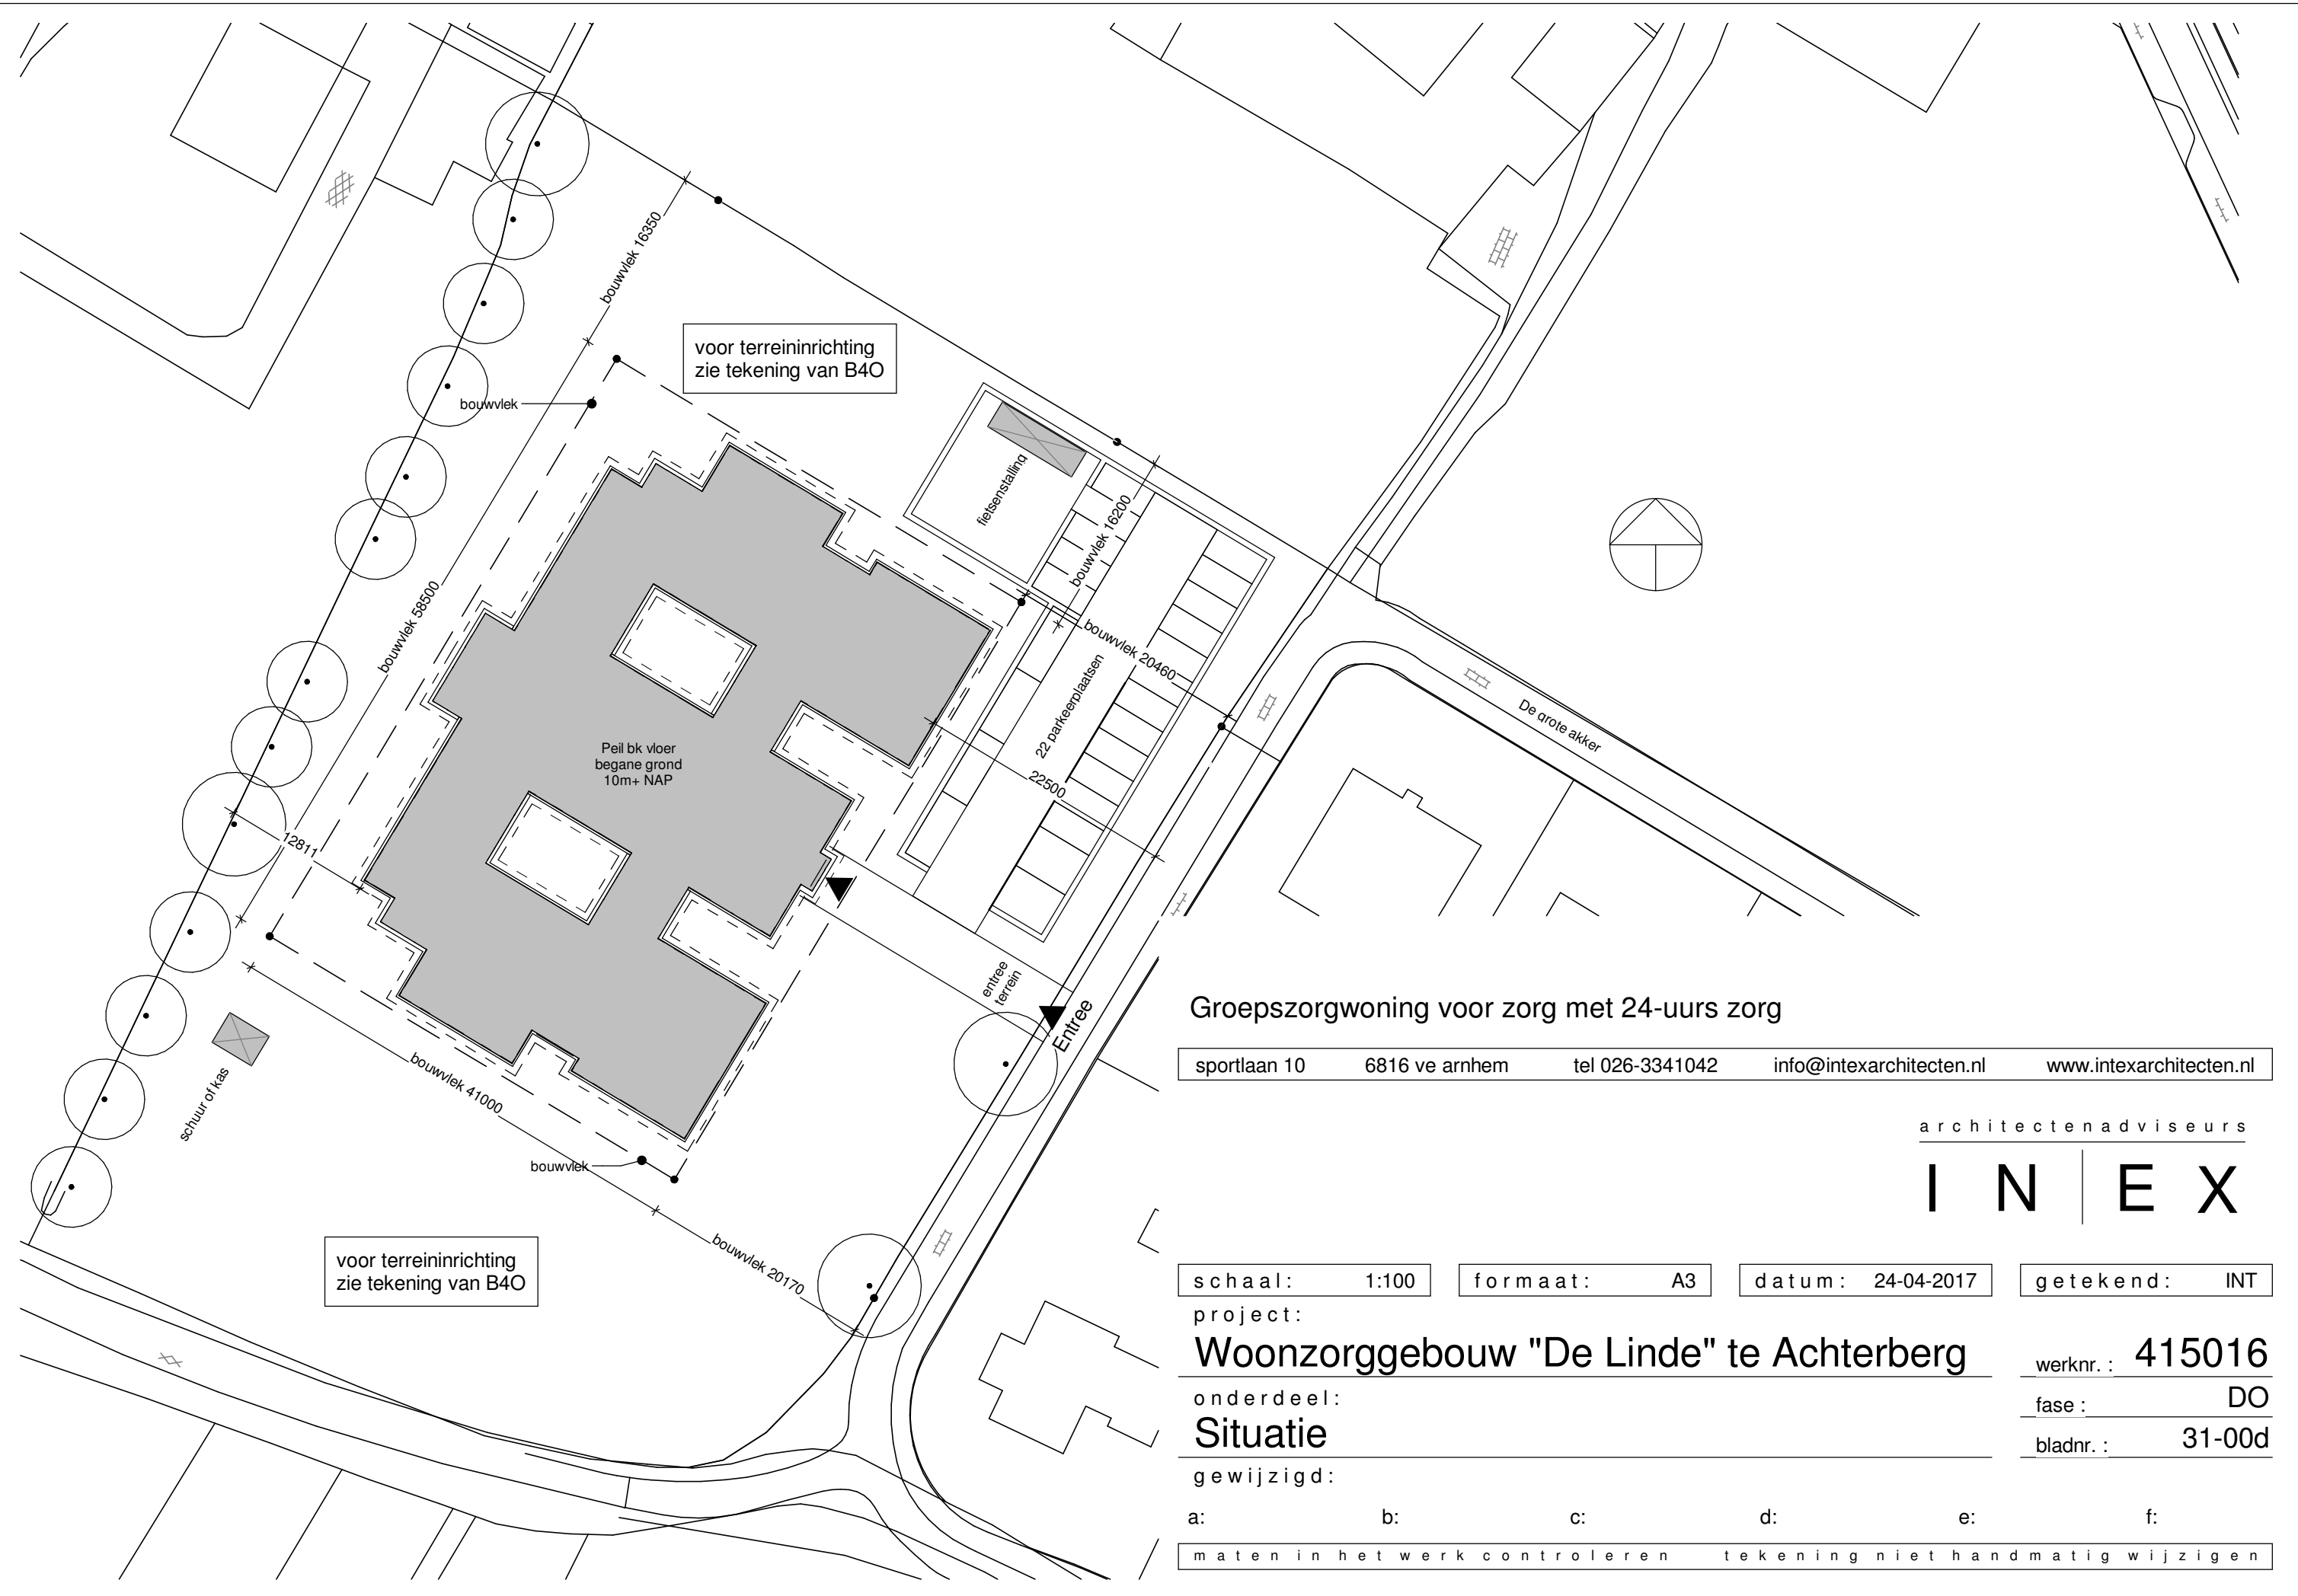 bouwvlek 16350
voor terreininrichting
zie tekening van B4O
bouwvlek
fietsenstalling
bouwvlek 16200
bouwvlek 58500
bouwvlek 20460
22 parkeerplaatsen
De grote akker
Peil bk vloer
begane grond
10m+ NAP
22500
12811
entree
terrein
Entree
bouwvlek 41000
schuur of kas
bouwvlek
bouwvlek 20170
voor terreininrichting
zie tekening van B4O
Groepszorgwoning voor zorg met 24-uurs zorg
sportlaan 10 6816 ve arnhem tel 026-3341042 info@intexarchitecten.nl www.intexarchitecten.nl
architectenadviseurs
IN|EX
schaal: 1:100 formaat: A3 datum: 24-04-2017 getekend: INT
project:
Woonzorggebouw "De Linde" te Achterberg werknr.: 415016
onderdeel: fase: DO
Situatie bladnr.: 31-00d
gewijzigd:
a: b: c: d: e: f:
maten in het werk controleren tekening niet handmatig wijzigen